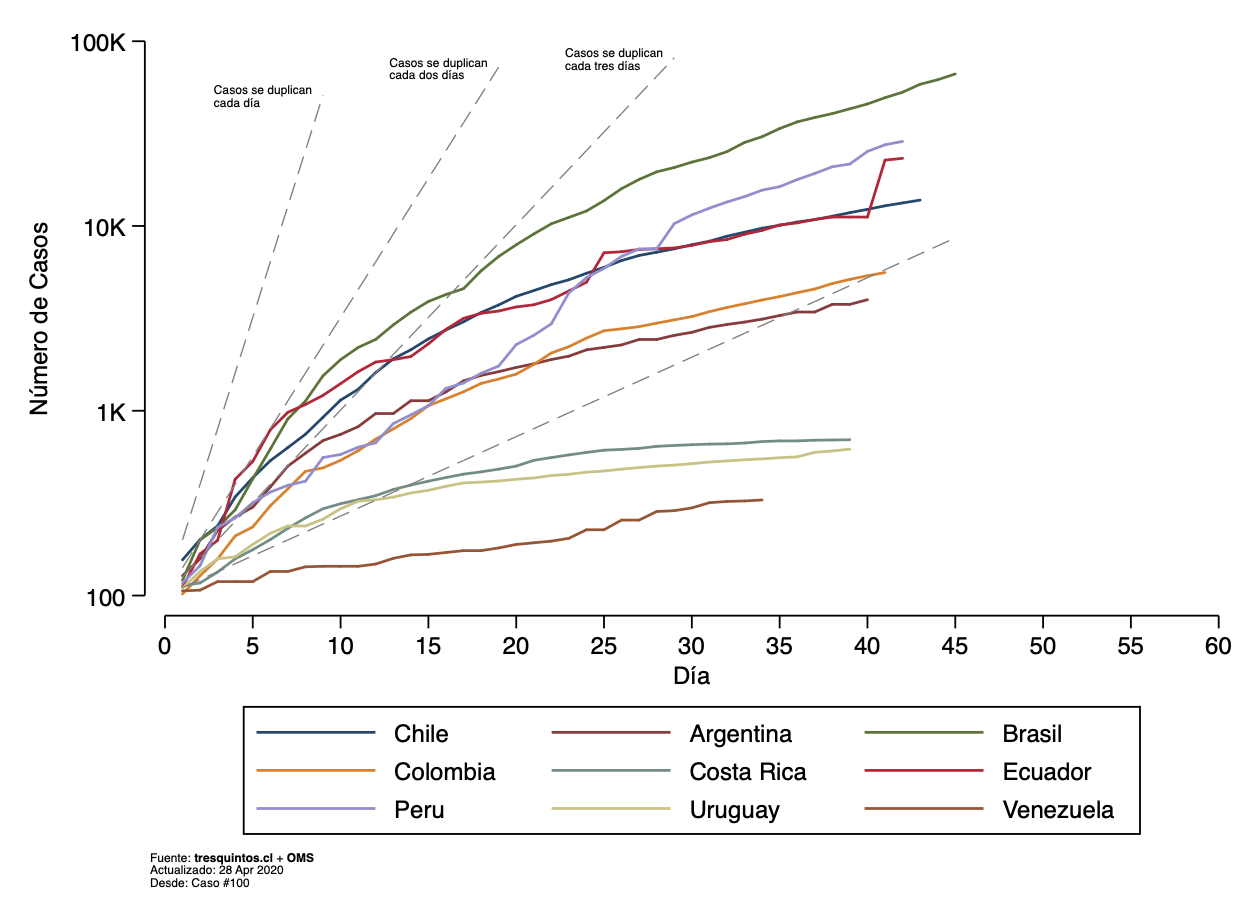 100K
10K
1K
100
Número de Casos
Casos se duplican
cada día
Casos se duplican
cada dos días
Casos se duplican
cada tres días
0 5 10 15 20 25 30 35 40 45 50 55 60
Día
Chile Argentina Brasil
Colombia Costa Rica Ecuador
Peru Uruguay Venezuela
Fuente: tresquintos.cl + OMS
Actualizado: 28 Apr 2020
Desde: Caso #100